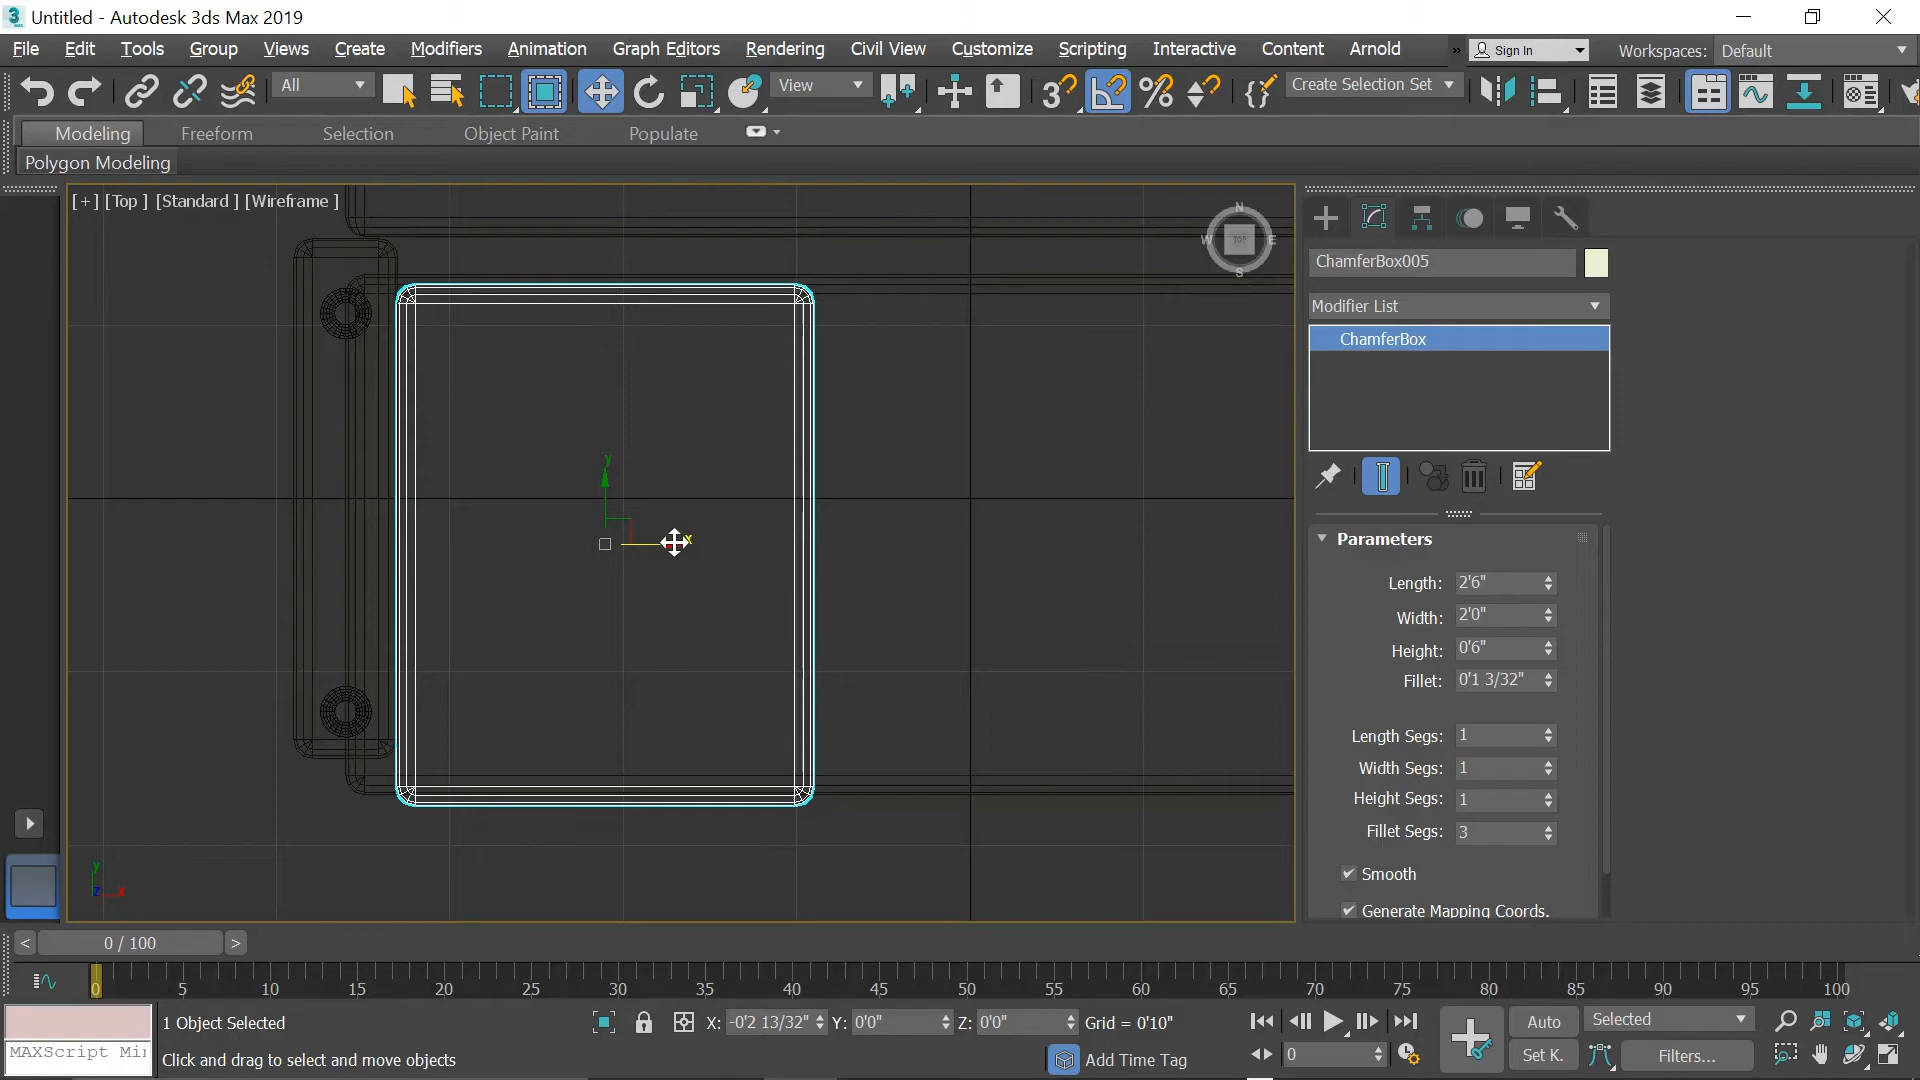 Untitled - Autodesk 3ds Max 2019
File Edit Tools Group Views Create Modifiers Animation Graph Editors Rendering Civil View Customize Scripting Interactive Content Arnold » Sign In Workspaces: Default
All View 3 Create Selection Set
Modeling Freeform Selection Object Paint Populate
Polygon Modeling
[ + ] [Top ] [Standard ] [Wireframe ]
N
W TOP E
S
ChamferBox005
Modifier List
ChamferBox
y
x
Parameters
Length: 2'6"
Width: 2'0"
Height: 0'6"
Fillet: 0'1 3/32"
Length Segs: 1
Width Segs: 1
Height Segs: 1
Fillet Segs: 3
Smooth
Generate Mapping Coords.
y
z x
< 0 / 100 >
0 5 10 15 20 25 30 35 40 45 50 55 60 65 70 75 80 85 90 95 100
1 Object Selected X: -0'2 13/32" Y: 0'0" Z: 0'0" Grid = 0'10" Auto Selected
MAXScript Mi Click and drag to select and move objects Add Time Tag 0 Set K. Filters...